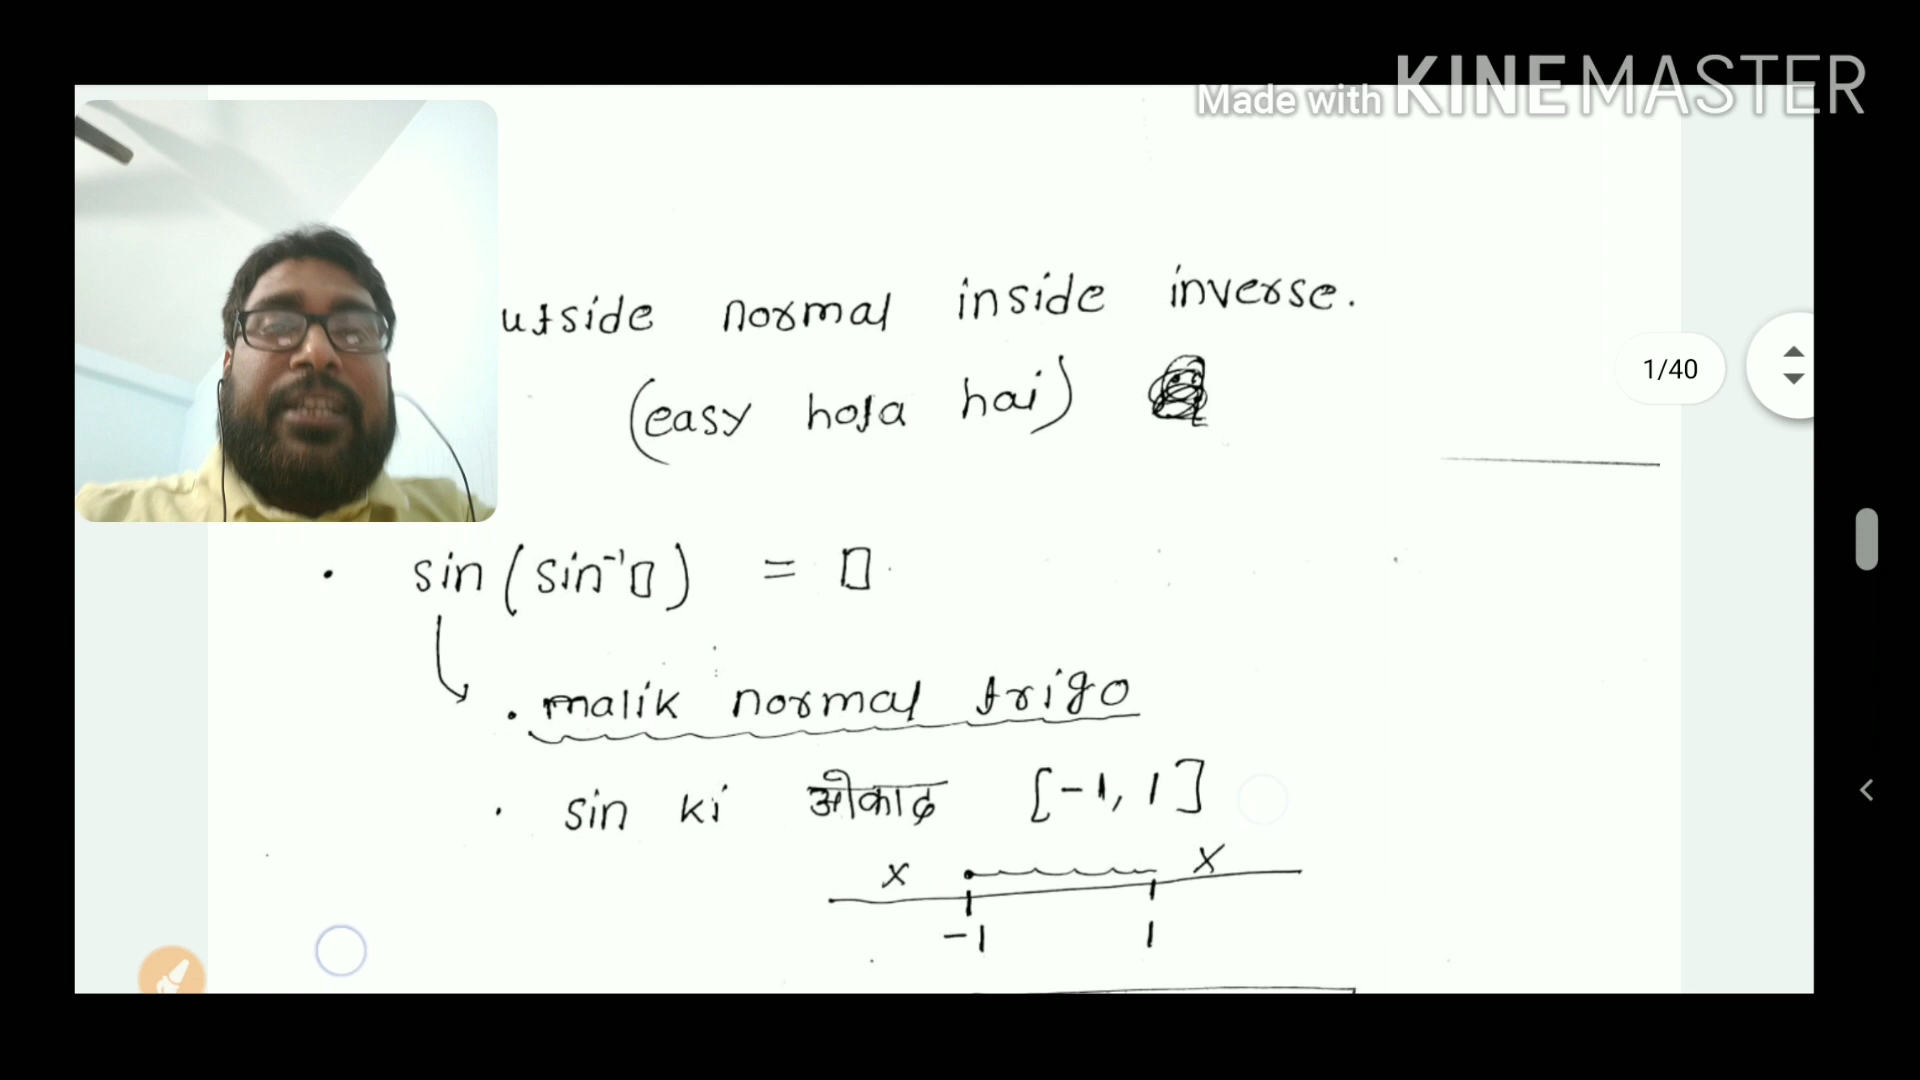 Made with KINEMASTER
utside normal inside inverse.
(easy hota hai)
1/40
• sin (sin⁻¹▯) = ▯.
• malik normal trigo
• sin ki औकाद [-1, 1]
x x
-1 1